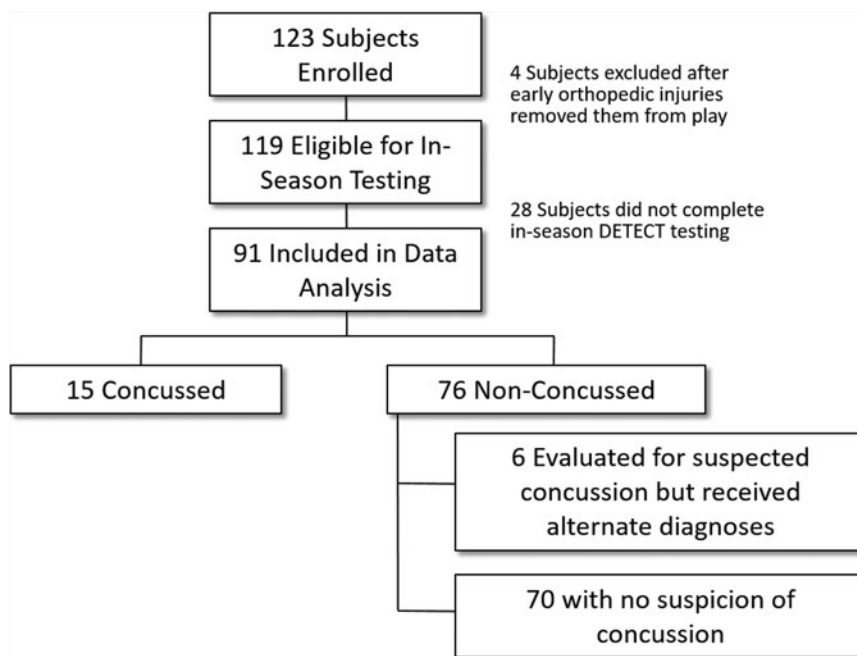 123 Subjects
Enrolled
4 Subjects excluded after
early orthopedic injuries
removed them from play
119 Eligible for In-
Season Testing
28 Subjects did not complete
in-season DETECT testing
91 Included in Data
Analysis
15 Concussed
76 Non-Concussed
6 Evaluated for suspected
concussion but received
alternate diagnoses
70 with no suspicion of
concussion